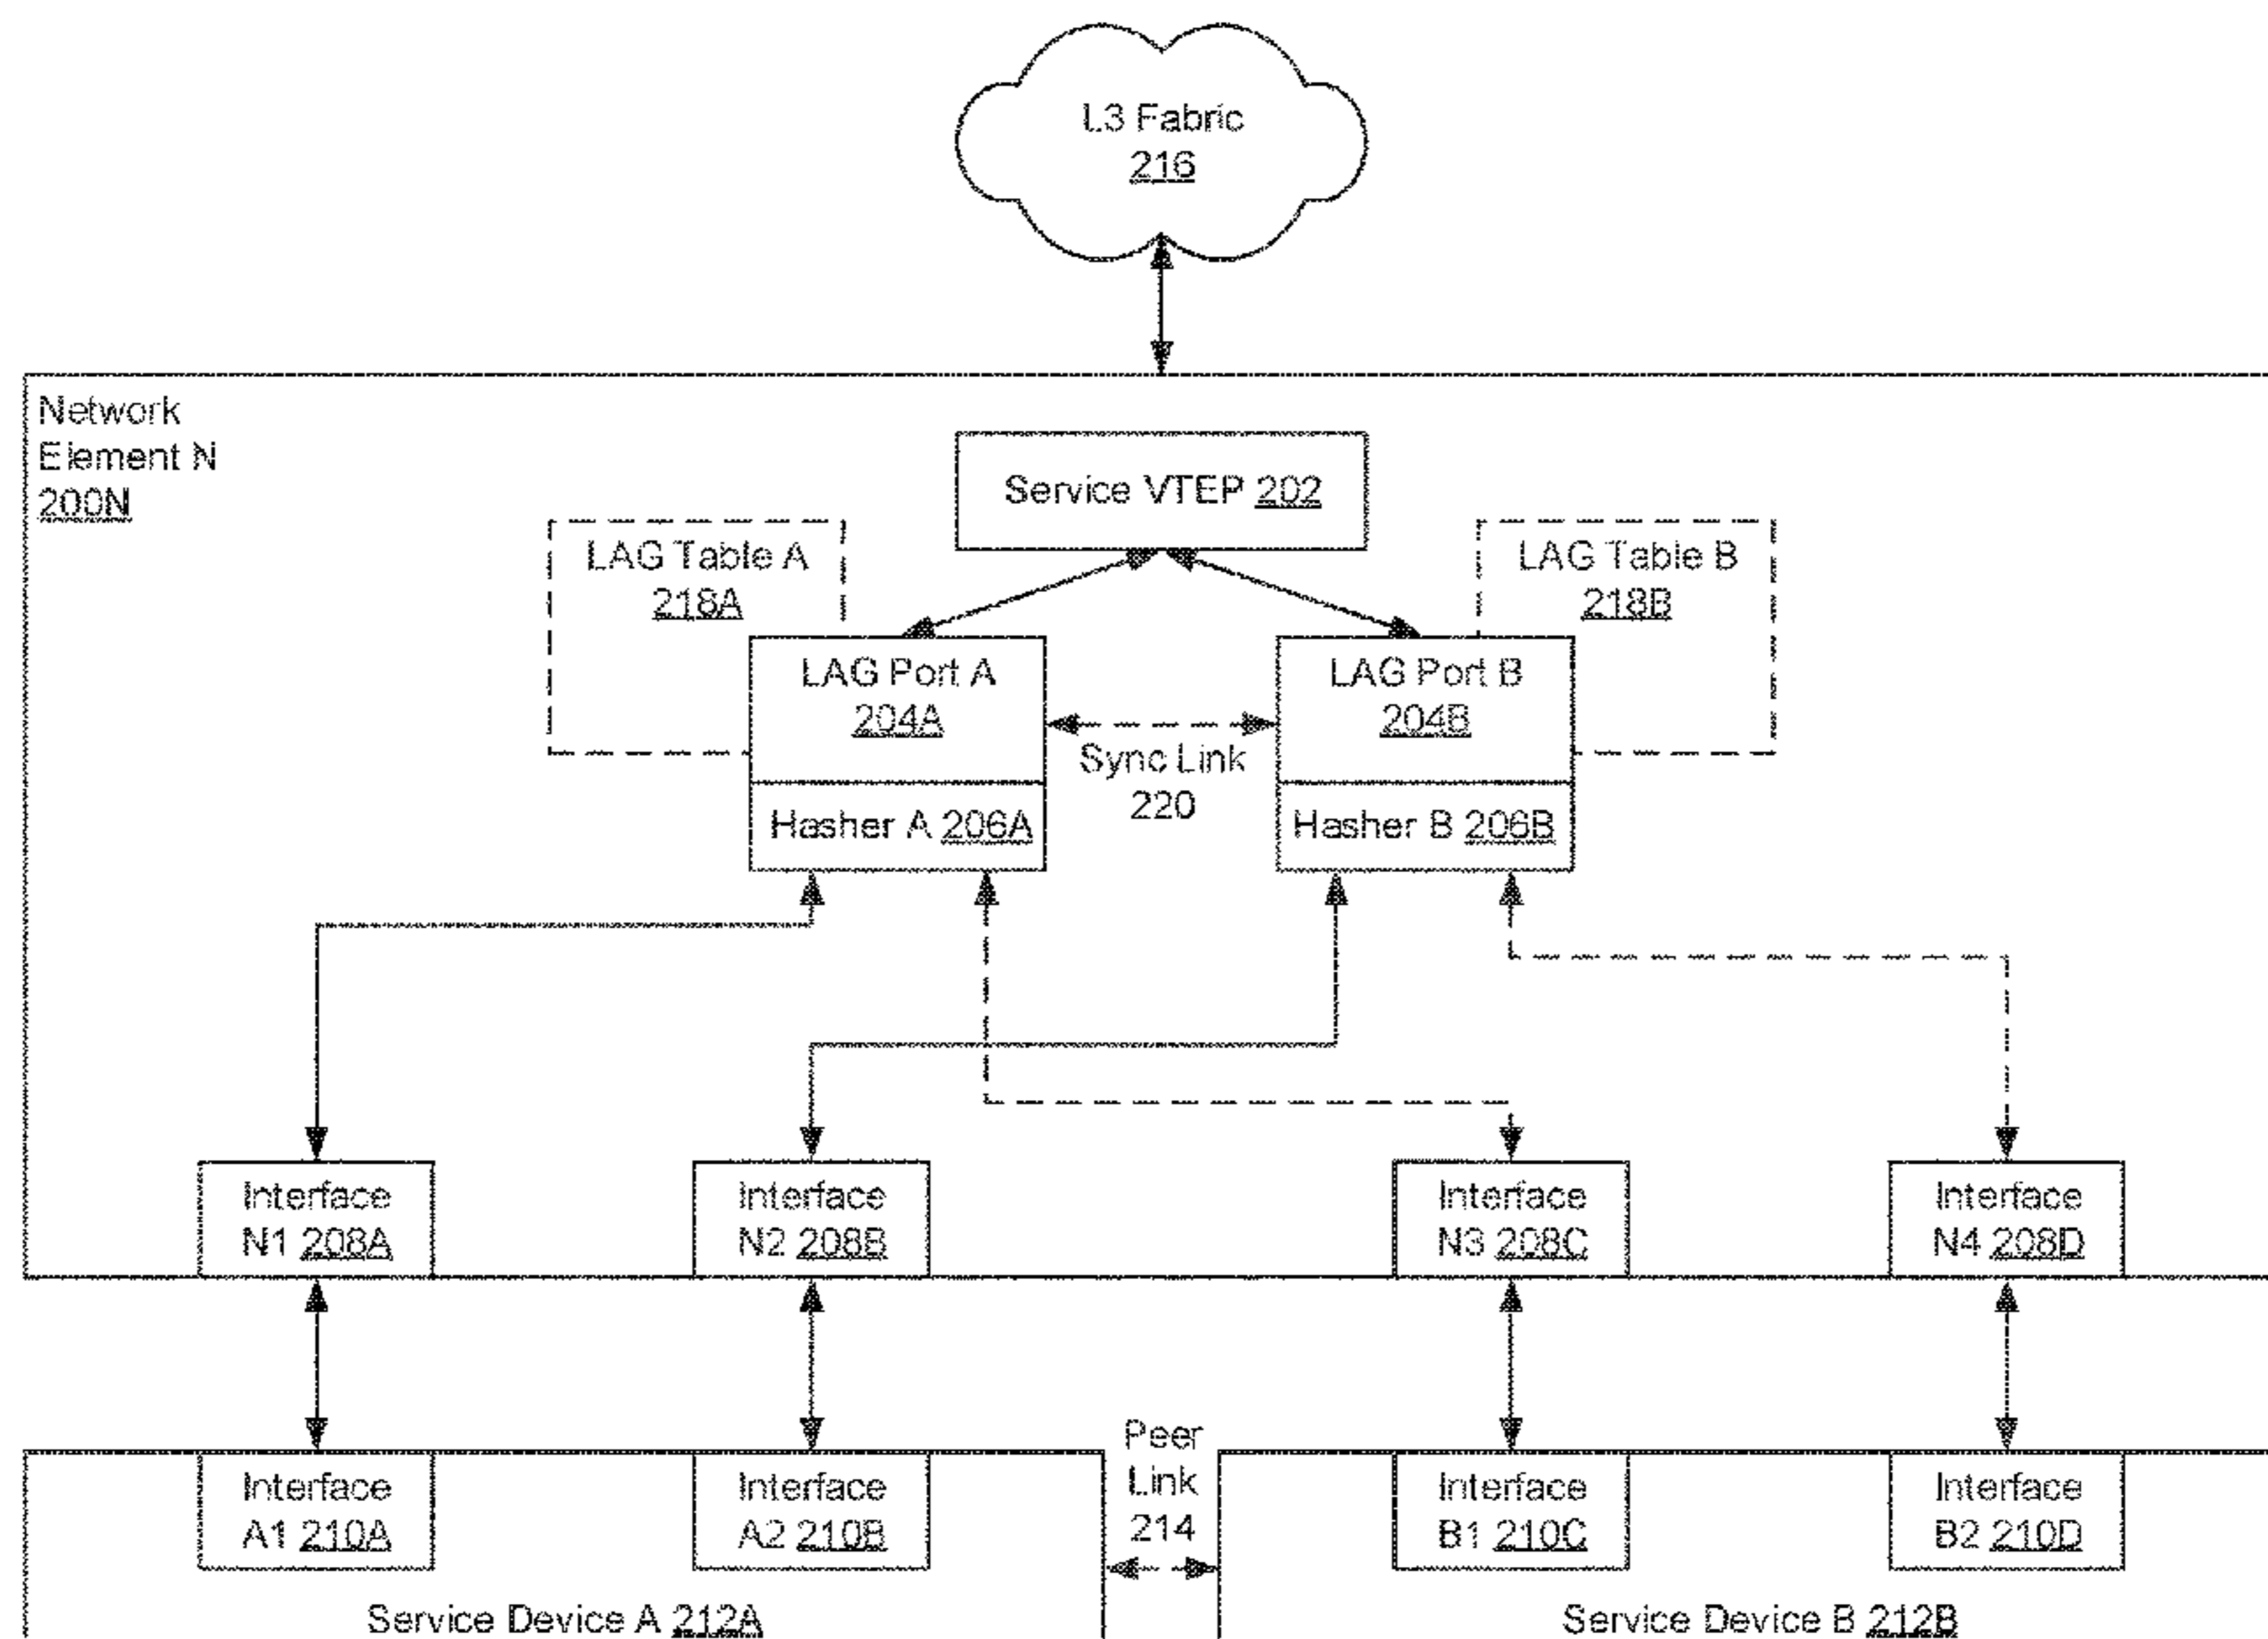 L3 Fabric
216
Network
Element N
200N
Service VTEP 202
LAG Table A
218A
LAG Table B
218B
LAG Port A
204A
LAG Port B
204B
Sync Link
220
Hasher A 206A
Hasher B 206B
Interface
N1 208A
Interface
N2 208B
Interface
N3 208C
Interface
N4 208D
Peer
Link
214
Interface
A1 210A
Interface
A2 210B
Interface
B1 210C
Interface
B2 210D
Service Device A 212A
Service Device B 212B